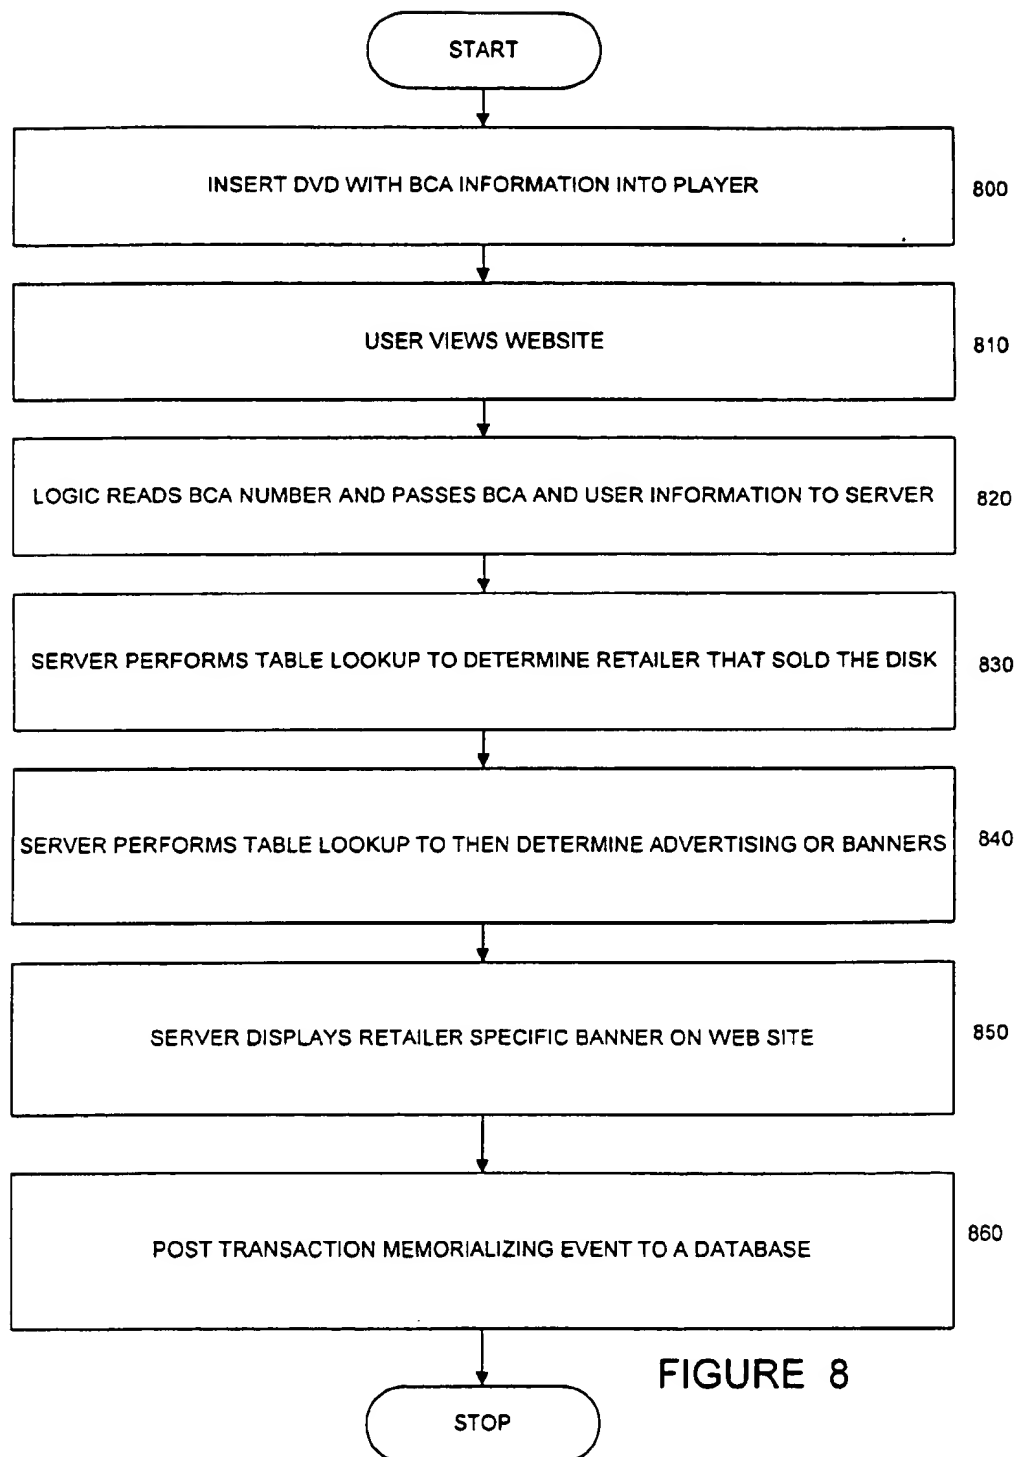 START
INSERT DVD WITH BCA INFORMATION INTO PLAYER
800
USER VIEWS WEBSITE
810
LOGIC READS BCA NUMBER AND PASSES BCA AND USER INFORMATION TO SERVER
820
SERVER PERFORMS TABLE LOOKUP TO DETERMINE RETAILER THAT SOLD THE DISK
830
SERVER PERFORMS TABLE LOOKUP TO THEN DETERMINE ADVERTISING OR BANNERS
840
SERVER DISPLAYS RETAILER SPECIFIC BANNER ON WEB SITE
850
POST TRANSACTION MEMORIALIZING EVENT TO A DATABASE
860
FIGURE 8
STOP